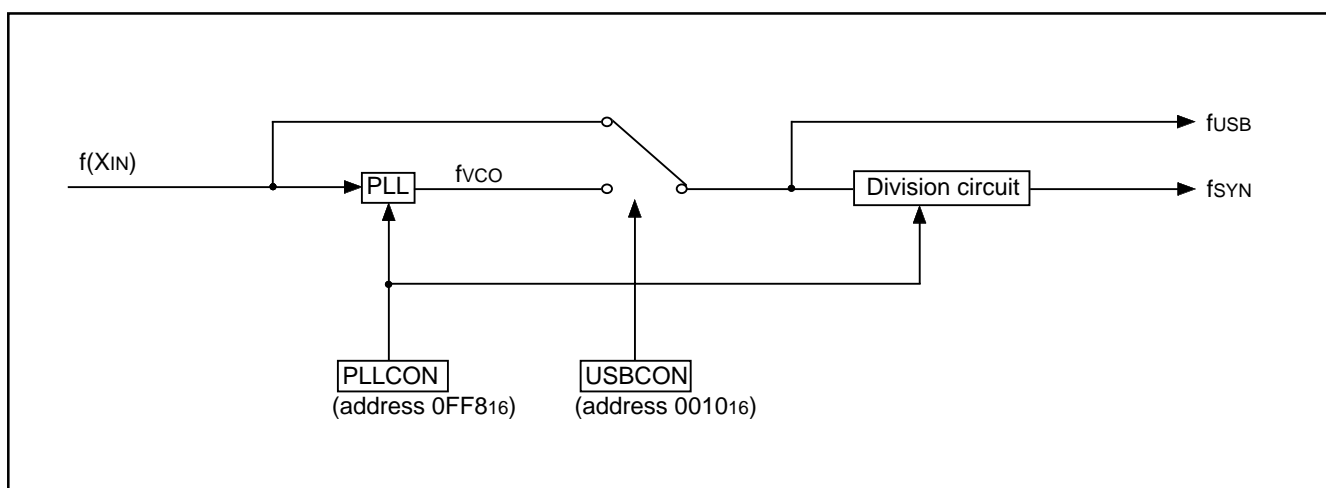 fUSB
f(XIN)
PLL
fVCO
Division circuit
fSYN
PLLCON
(address 0FF816)
USBCON
(address 001016)